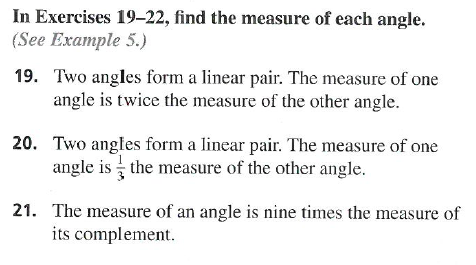 In Exercises 19–22, find the measure of each angle.
(See Example 5.)
19. Two angles form a linear pair. The measure of one
angle is twice the measure of the other angle.
20. Two angles form a linear pair. The measure of one
angle is 1/3 the measure of the other angle.
21. The measure of an angle is nine times the measure of
its complement.